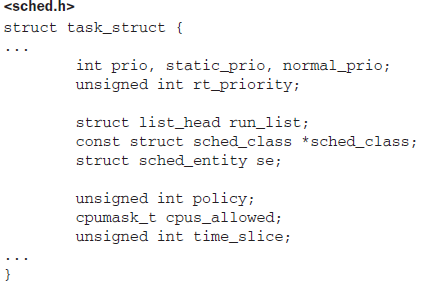 <sched.h>
struct task_struct {
...
int prio, static_prio, normal_prio;
unsigned int rt_priority;
struct list_head run_list;
const struct sched_class *sched_class;
struct sched_entity se;
unsigned int policy;
cpumask_t cpus_allowed;
unsigned int time_slice;
...
}